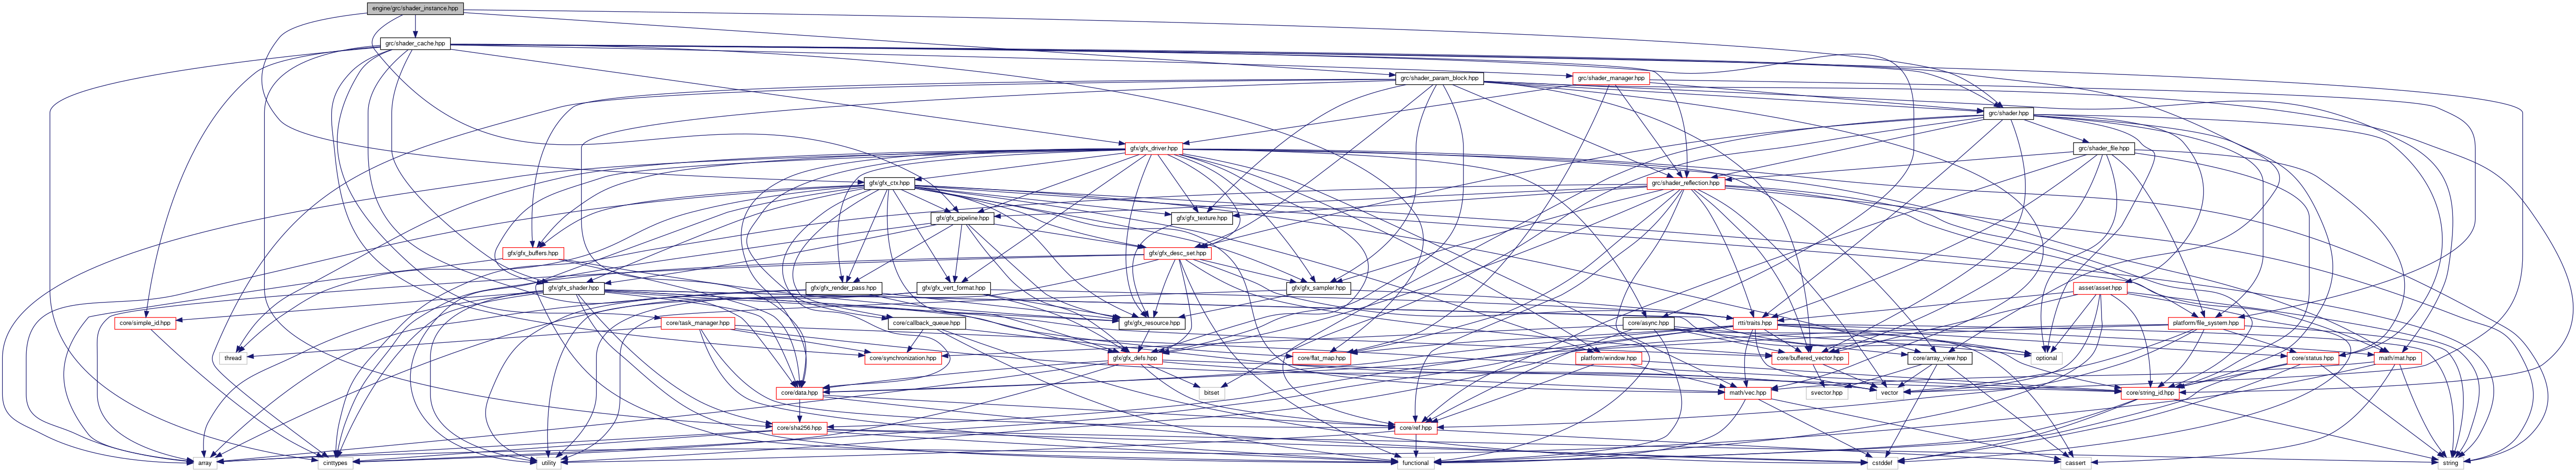 engine/grc/shader_instance.hpp
grc/shader_cache.hpp
grc/shader_param_block.hpp
grc/shader_manager.hpp
grc/shader.hpp
gfx/gfx_driver.hpp
grc/shader_file.hpp
gfx/gfx_ctx.hpp
grc/shader_reflection.hpp
gfx/gfx_pipeline.hpp
gfx/gfx_texture.hpp
gfx/gfx_buffers.hpp
gfx/gfx_desc_set.hpp
gfx/gfx_shader.hpp
gfx/gfx_render_pass.hpp
gfx/gfx_vert_format.hpp
gfx/gfx_sampler.hpp
asset/asset.hpp
core/simple_id.hpp
core/task_manager.hpp
core/callback_queue.hpp
gfx/gfx_resource.hpp
core/async.hpp
rtti/traits.hpp
platform/file_system.hpp
thread
core/synchronization.hpp
gfx/gfx_defs.hpp
core/flat_map.hpp
platform/window.hpp
core/buffered_vector.hpp
core/array_view.hpp
optional
core/status.hpp
math/mat.hpp
core/data.hpp
bitset
math/vec.hpp
svector.hpp
vector
core/string_id.hpp
core/sha256.hpp
core/ref.hpp
array
cinttypes
utility
functional
cstddef
cassert
string